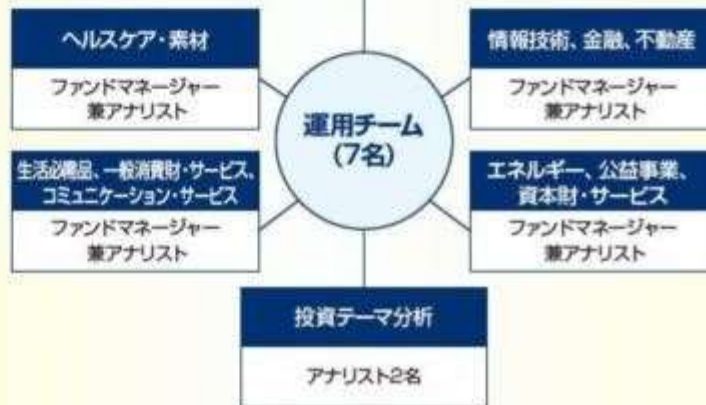 ヘルスケア・素材
ファンドマネージャー
兼アナリスト
情報技術、金融、不動産
ファンドマネージャー
兼アナリスト
運用チーム
(7名)
生活必需品、一般消費財・サービス、
コミュニケーション・サービス
ファンドマネージャー
兼アナリスト
エネルギー、公益事業、
資本財・サービス
ファンドマネージャー
兼アナリスト
投資テーマ分析
アナリスト2名